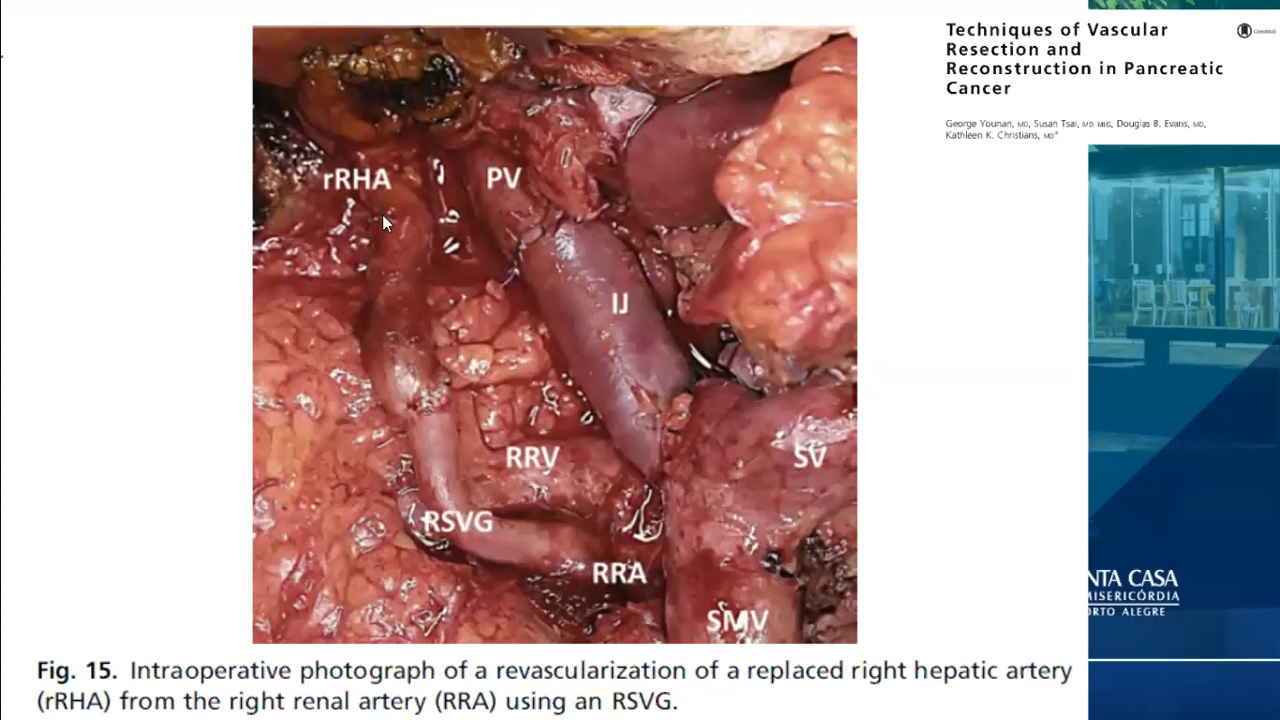 Techniques of Vascular
Resection and
Reconstruction in Pancreatic
Cancer
CrossMark
George Younan, MD, Susan Tsai, MD, MHS, Douglas B. Evans, MD,
Kathleen K. Christians, MD*
rRHA
PV
IJ
RRV
SV
RSVG
RRA
SMV
NTA CASA
MISERICÓRDIA
ORTO ALEGRE
Fig. 15. Intraoperative photograph of a revascularization of a replaced right hepatic artery
(rRHA) from the right renal artery (RRA) using an RSVG.